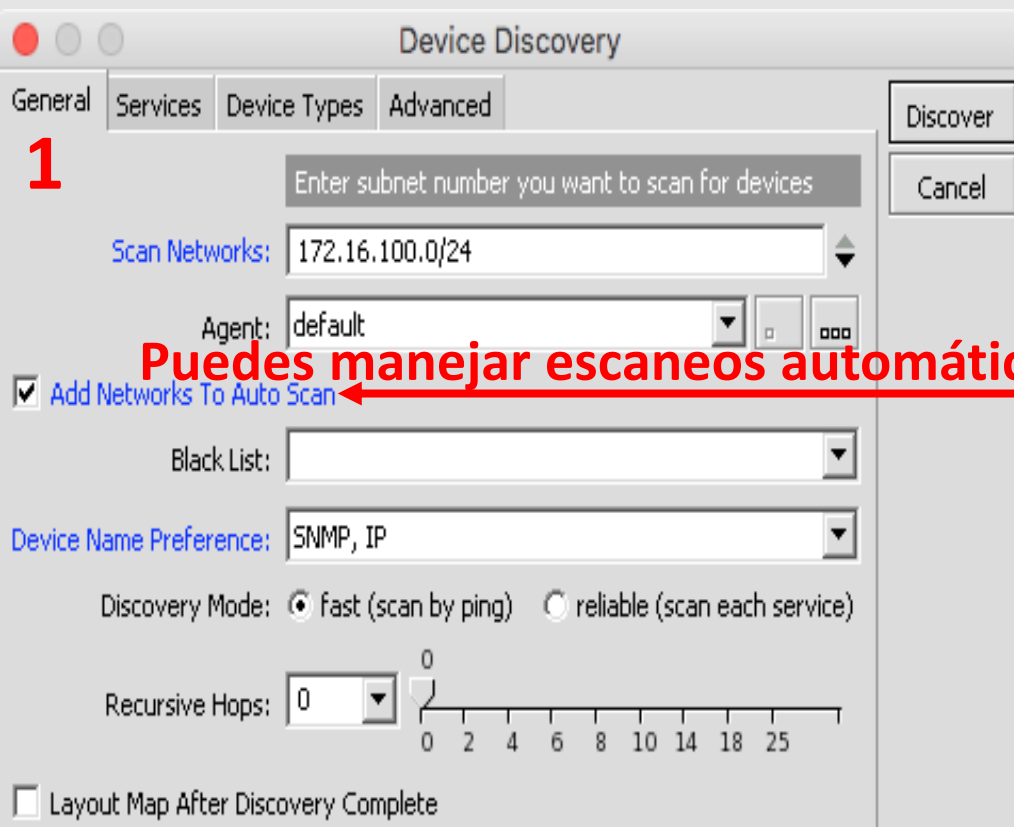 Device Discovery
General Services Device Types Advanced
Discover
1
Enter subnet number you want to scan for devices
Cancel
Scan Networks: 172.16.100.0/24
Agent: default
Puedes manejar escaneos automátic
Add Networks To Auto Scan
Black List:
Device Name Preference: SNMP, IP
Discovery Mode: fast (scan by ping) reliable (scan each service)
0
Recursive Hops: 0
0 2 4 6 8 10 14 18 25
Layout Map After Discovery Complete